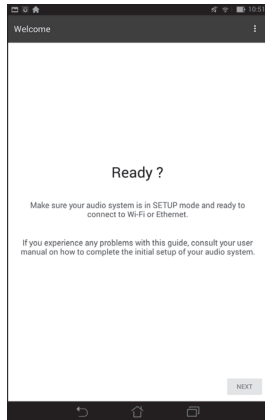 10:51
Welcome
Ready ?
Make sure your audio system is in SETUP mode and ready to
connect to Wi-Fi or Ethernet.
If you experience any problems with this guide, consult your user
manual on how to complete the initial setup of your audio system.
NEXT